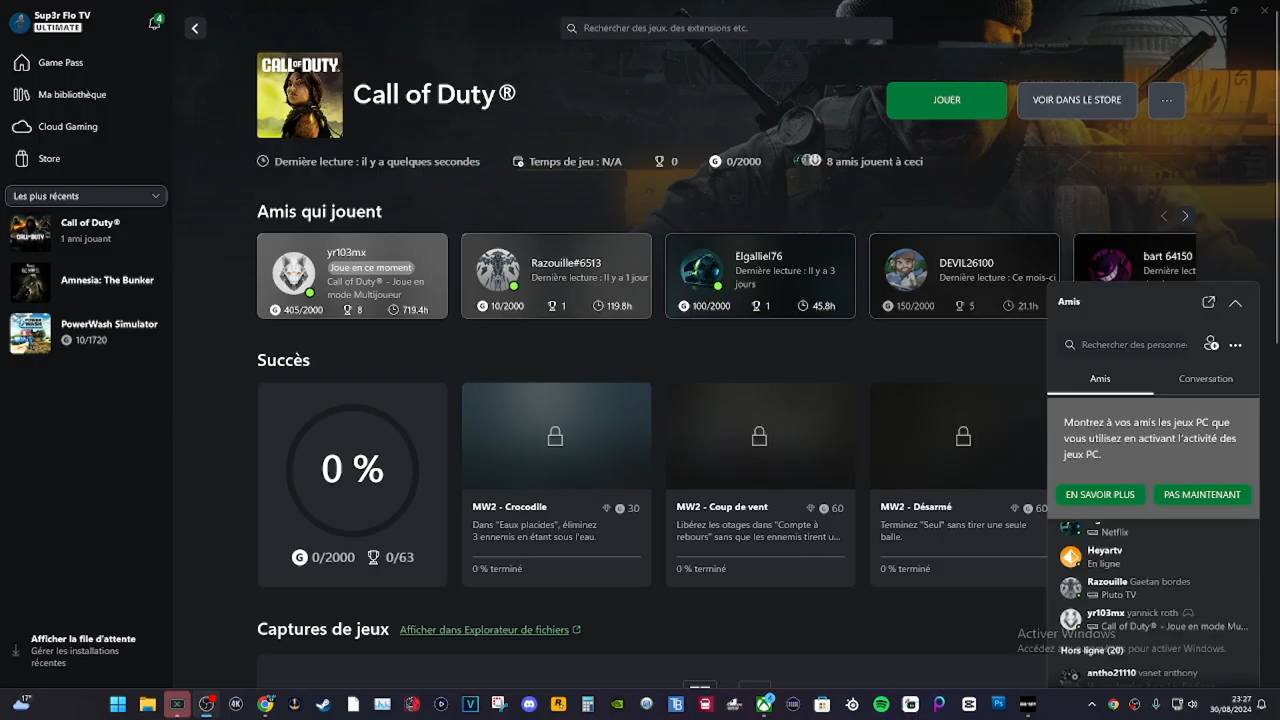 Sup3r Flo TV
ULTIMATE
4
Rechercher des jeux, des extensions etc.
Game Pass
Ma bibliothèque
Cloud Gaming
Store
Les plus récents
Call of Duty®
1 ami jouant
Amnesia: The Bunker
PowerWash Simulator
10/1720
CALL OF DUTY.
Call of Duty®
JOUER
VOIR DANS LE STORE
...
Dernière lecture : il y a quelques secondes
Temps de jeu : N/A
0
0/2000
8 amis jouent à ceci
Amis qui jouent
yr103mx
Joue en ce moment
Call of Duty® - Joue en
mode Multijoueur
405/2000 8 719.4h
Razouille#6513
Dernière lecture : Il y a 1 jour
10/2000 1 119.8h
Elgalliel76
Dernière lecture : Il y a 3
jours
100/2000 1 45.8h
DEVIL26100
Dernière lecture : Ce mois-ci
150/2000 5 21.1h
bart 64150
Dernière lect
Succès
0 %
0/2000 0/63
MW2 - Crocodile
30
Dans "Eaux placides", éliminez
3 ennemis en étant sous l'eau.
0 % terminé
MW2 - Coup de vent
60
Libérez les otages dans "Compte à
rebours" sans que les ennemis tirent u...
0 % terminé
MW2 - Désarmé
60
Terminez "Seul" sans tirer une seule
balle.
0 % terminé
Captures de jeux
Afficher dans Explorateur de fichiers
Amis
Rechercher des personne
...
Amis
Conversation
Montrez à vos amis les jeux PC que
vous utilisez en activant l'activité des
jeux PC.
EN SAVOIR PLUS
PAS MAINTENANT
Netflix
Heyartv
En ligne
Razouille Gaetan bordes
Pluto TV
yr103mx yannick roth
Call of Duty® - Joue en mode Mu...
Hors ligne (20)
antho21110 vanet anthony
Activer Windows
pour activer Windows.
Afficher la file d'attente
Gérer les installations
récentes
17°
23:27
30/08/2024